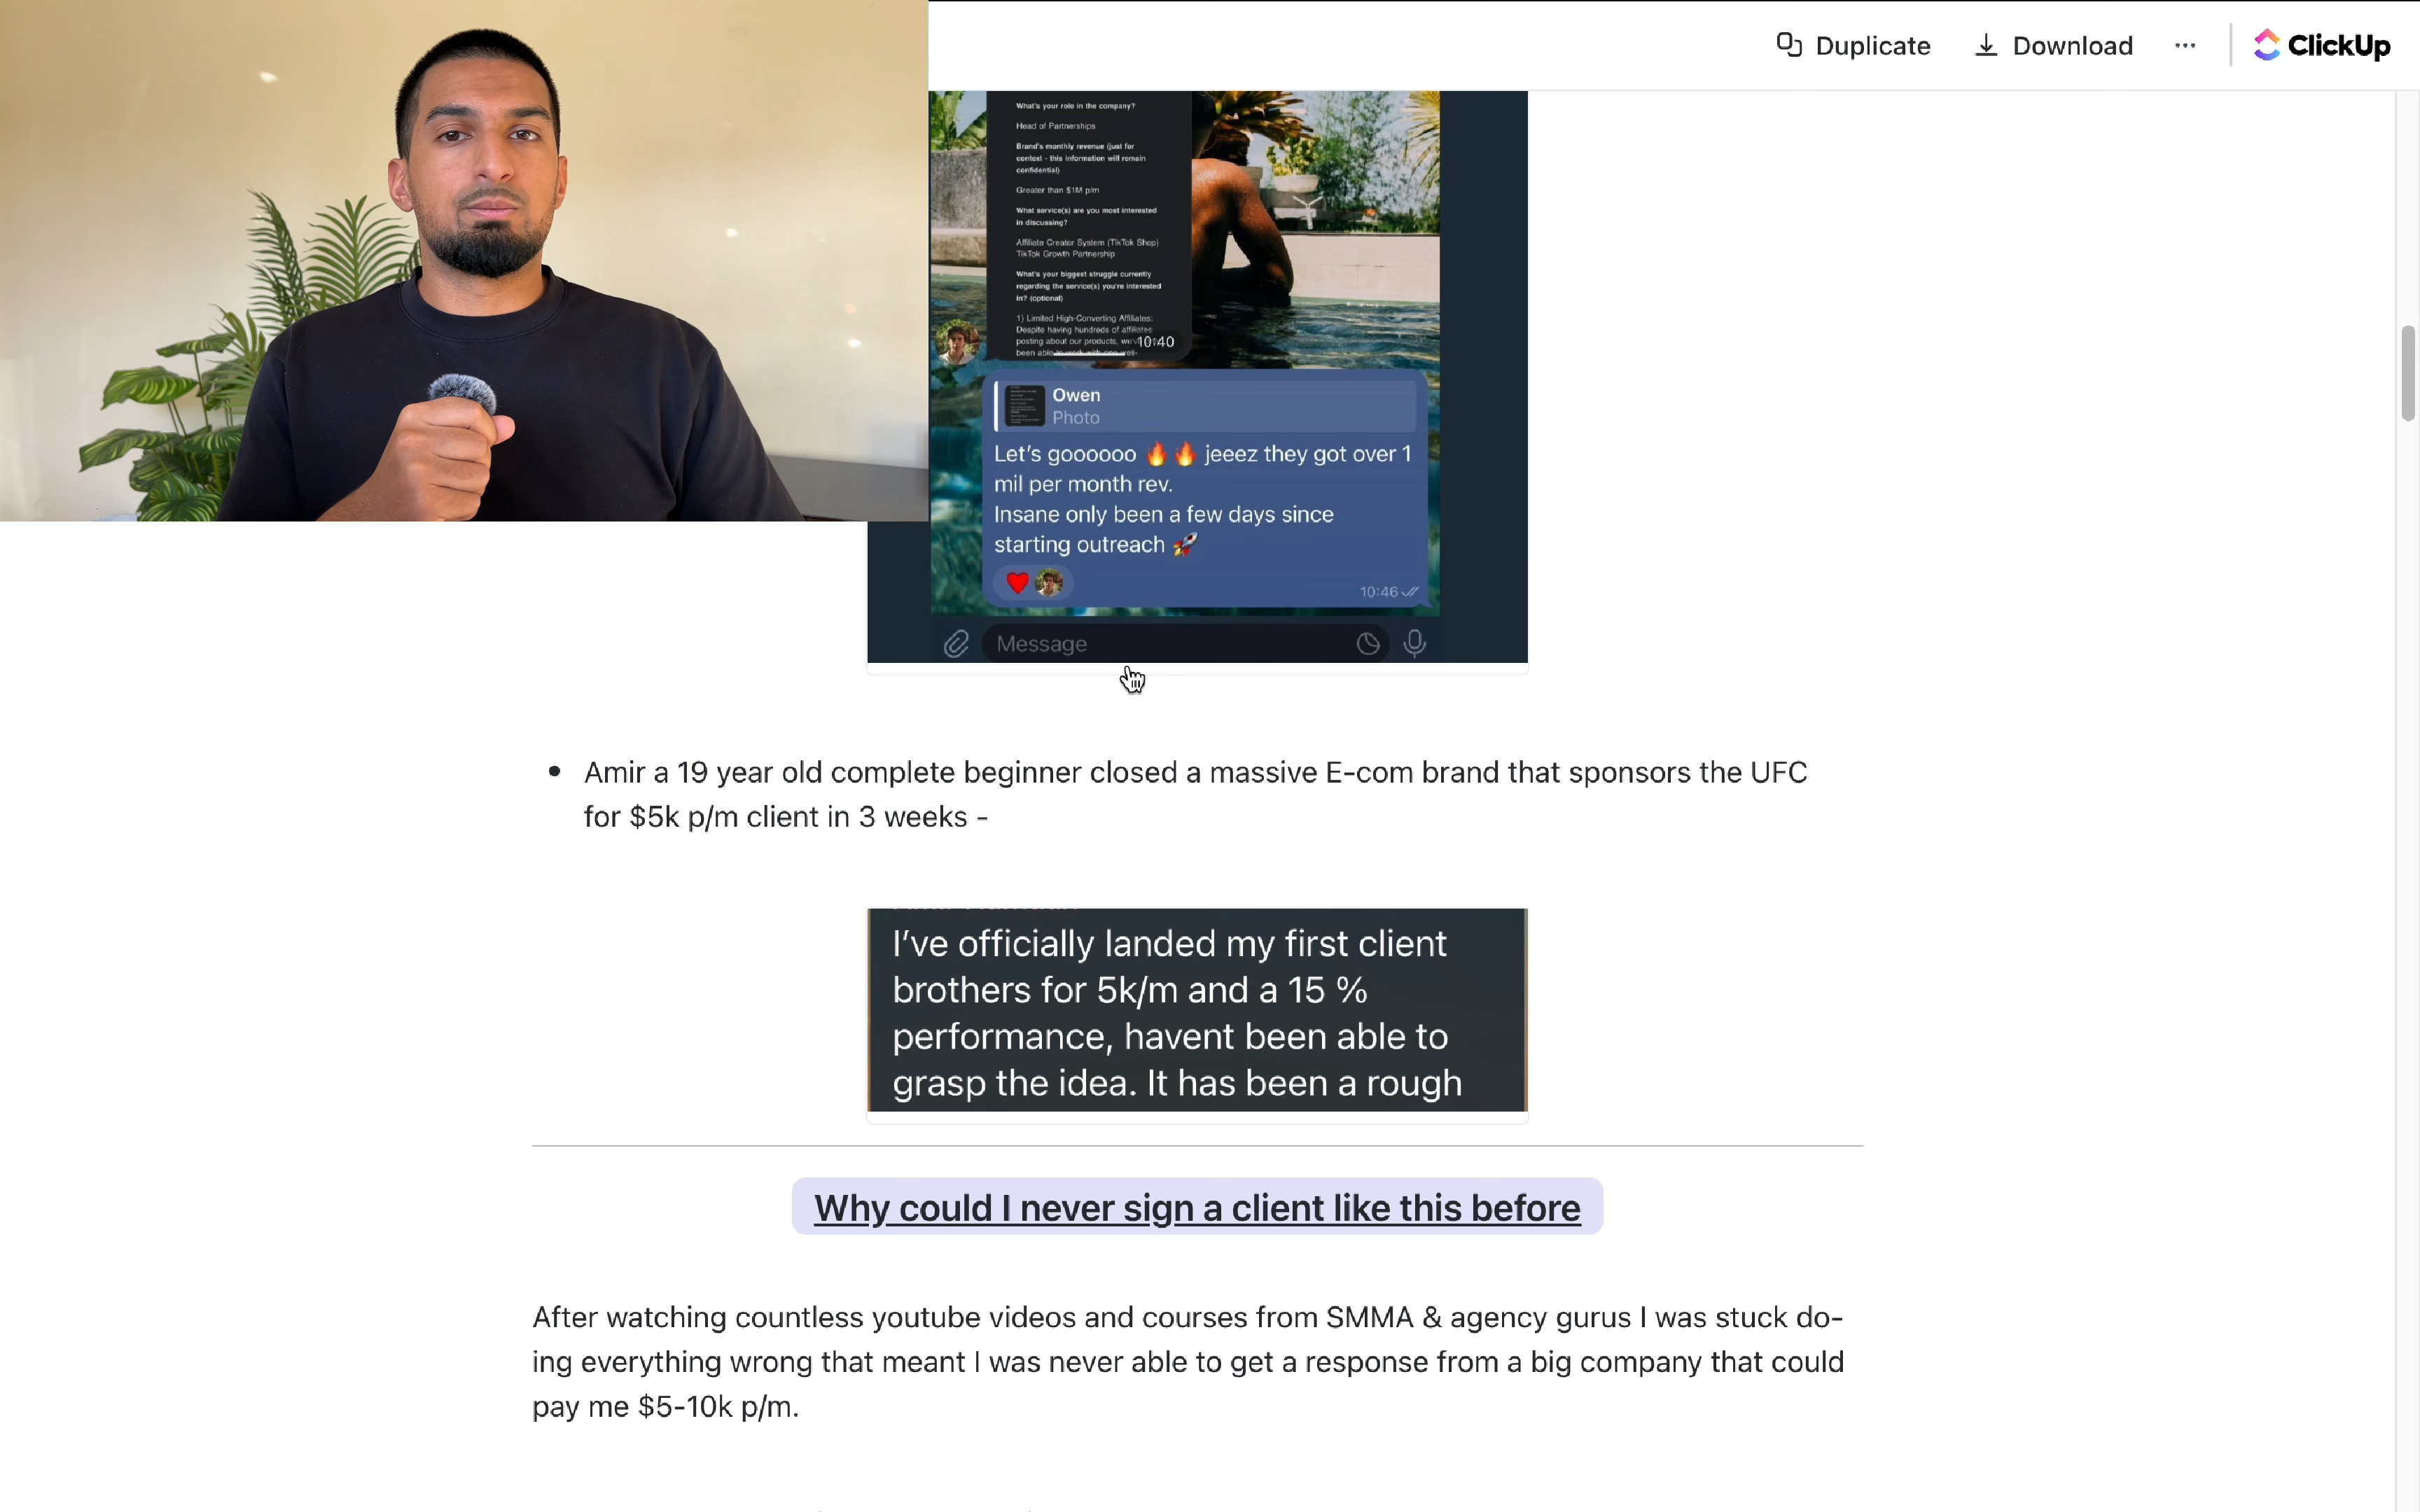 Duplicate
Download
ClickUp
What's your role in the company?
Head of Partnerships
Brand's monthly revenue (just for
context - this information will remain
confidential)
Greater than $1M p/m
What service(s) are you most interested
in discussing?
Affiliate Creator System (TikTok Shop)
TikTok Growth Partnership
What's your biggest struggle currently
regarding the service(s) you're interested
in? (optional)
1) Limited High-Converting Affiliates:
Despite having hundreds of affiliates
posting about our products,
10:40
been able to work with one well-
Owen
Photo
Let's goooooo 🔥 🔥 jeeez they got over 1
mil per month rev.
Insane only been a few days since
starting outreach 🚀
10:46
Message
• Amir a 19 year old complete beginner closed a massive E-com brand that sponsors the UFC
for $5k p/m client in 3 weeks -
I've officially landed my first client
brothers for 5k/m and a 15 %
performance, havent been able to
grasp the idea. It has been a rough
Why could I never sign a client like this before
After watching countless youtube videos and courses from SMMA & agency gurus I was stuck do-
ing everything wrong that meant I was never able to get a response from a big company that could
pay me $5-10k p/m.